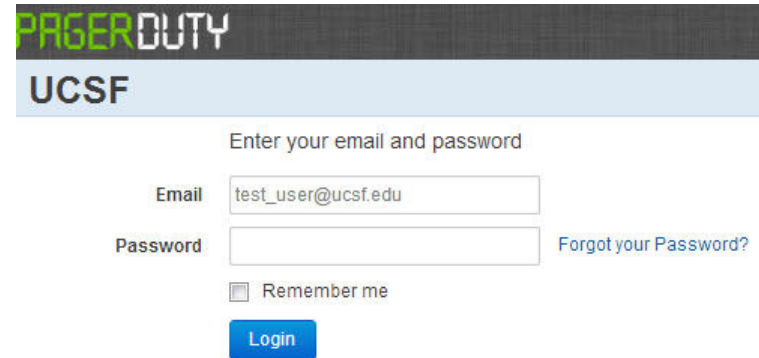 PAGERDUTY
UCSF
Enter your email and password
Email test_user@ucsf.edu
Password Forgot your Password?
Remember me
Login